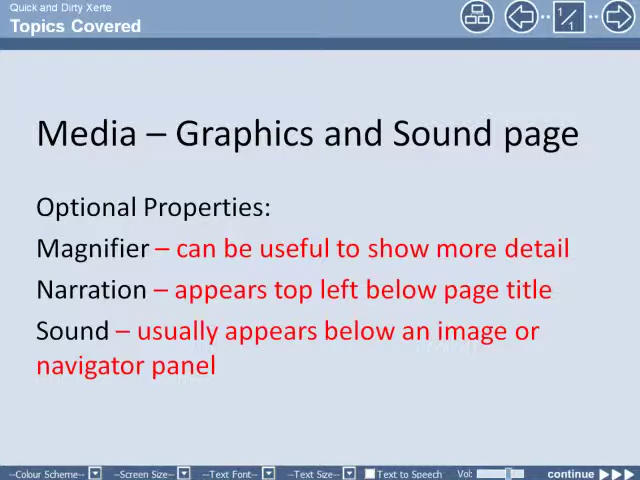 Quick and Dirty Xerte
Topics Covered
1/1
Media – Graphics and Sound page
Optional Properties:
Magnifier – can be useful to show more detail
Narration – appears top left below page title
Sound – usually appears below an image or
navigator panel
--Colour Scheme-- --Screen Size-- --Text Font-- --Text Size-- Text to Speech Vol: continue